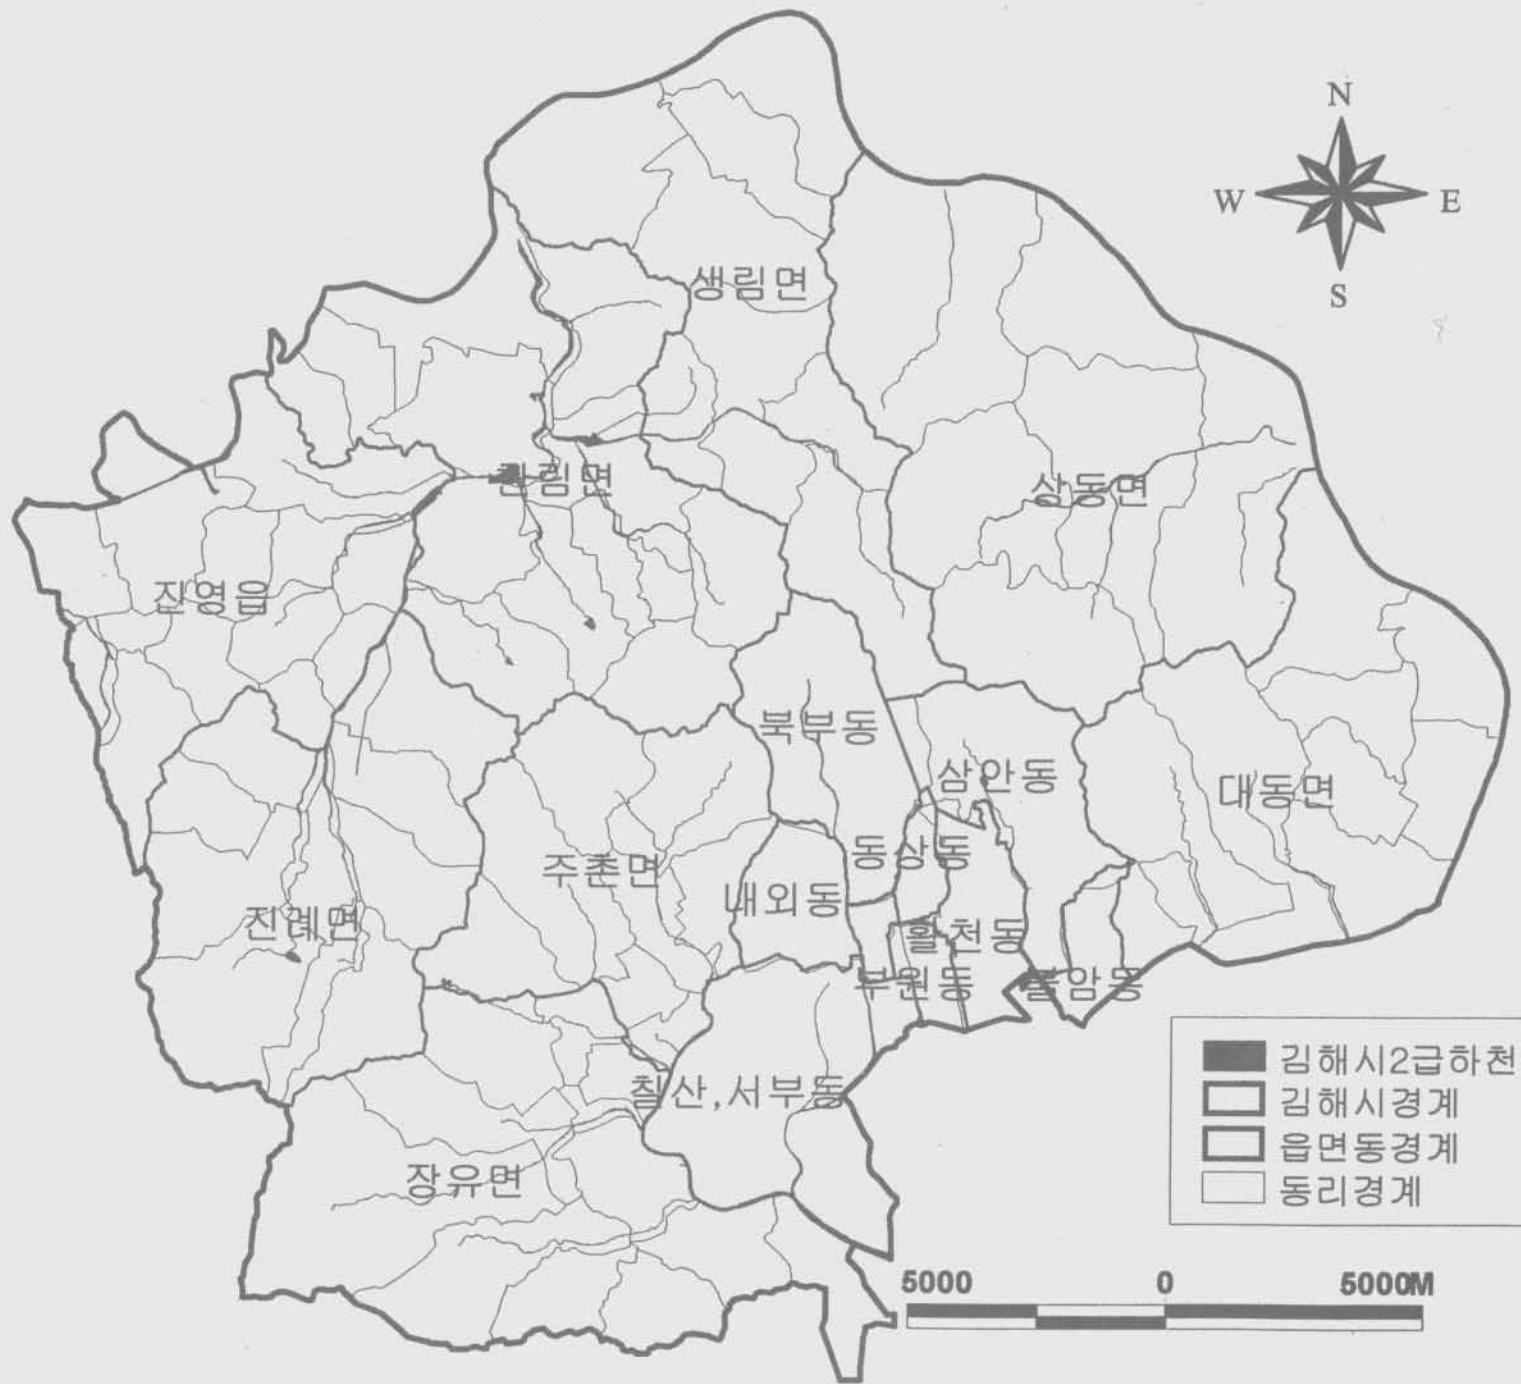 N
W E
S
생림면
한림면
상동면
진영읍
북부동
삼안동
대동면
동상동
주촌면
내외동
진례면
활천동
부원동
불암동
칠산,서부동
장유면
김해시2급하천
김해시경계
읍면동경계
동리경계
5000 0 5000M